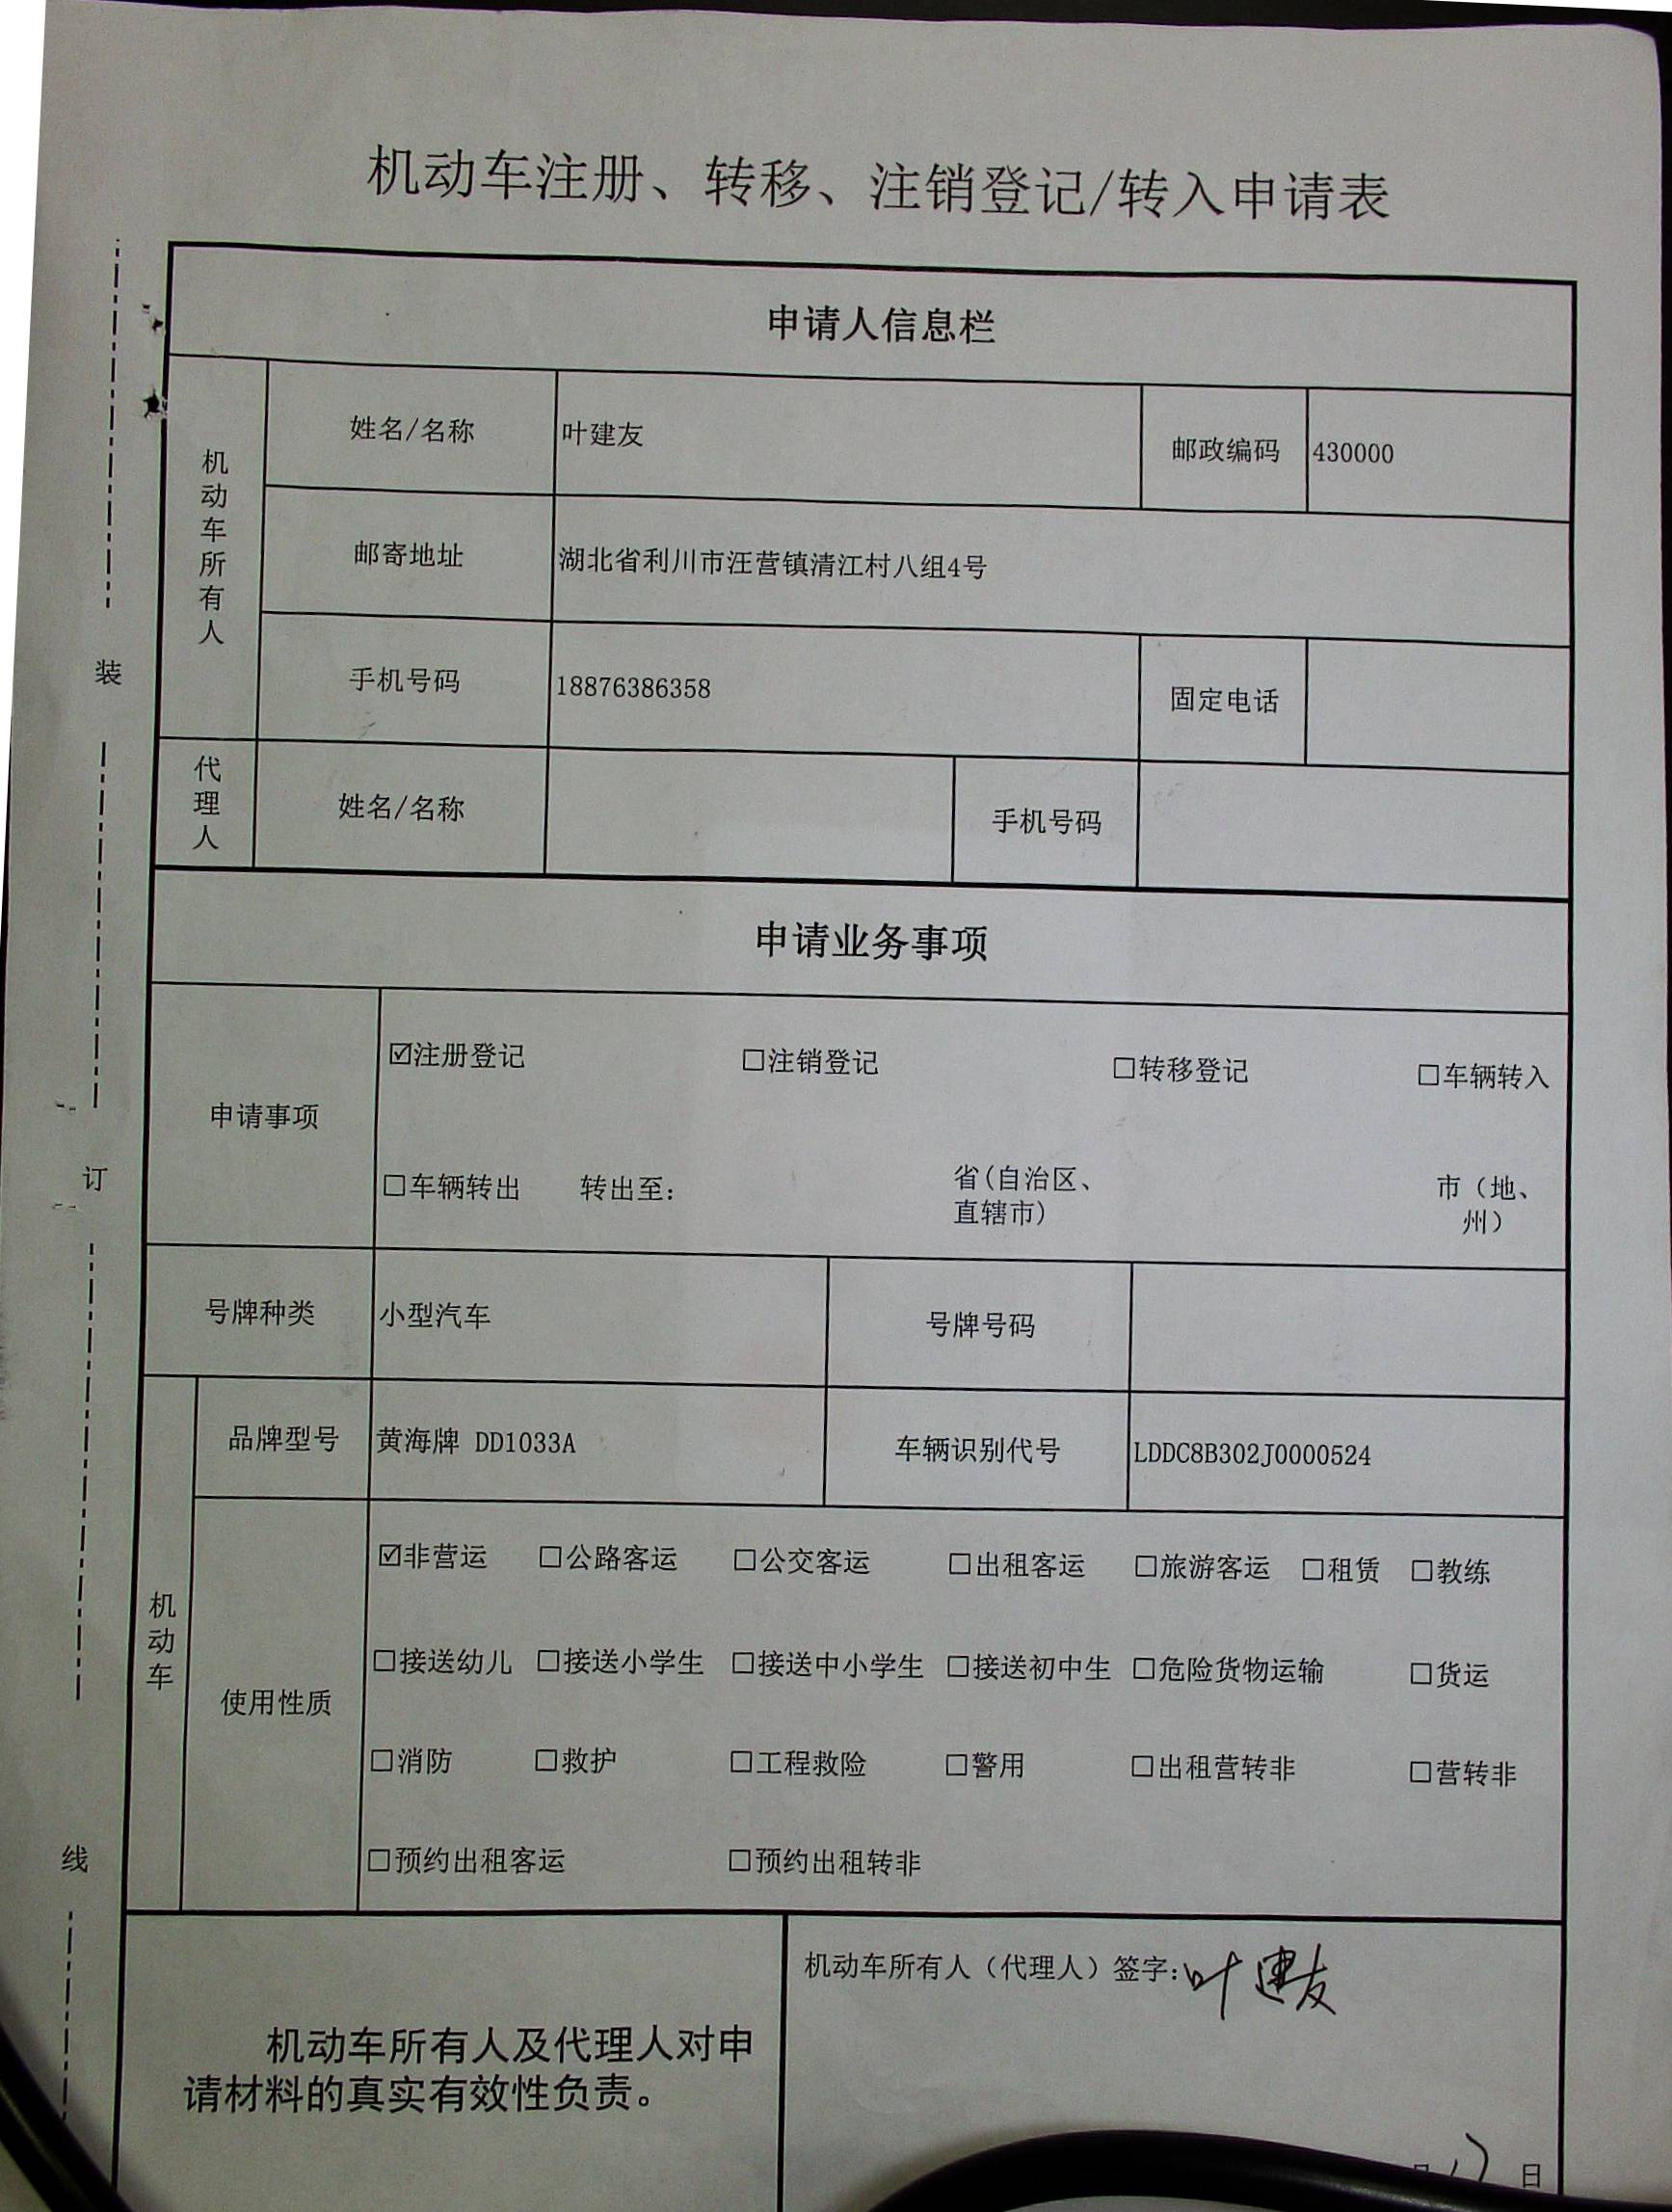 机动车注册、转移、注销登记/转入申请表
申请人信息栏
机动车所有人
姓名/名称 叶建友 邮政编码 430000
邮寄地址 湖北省利川市汪营镇清江村八组4号
手机号码 18876386358 固定电话
代理人
姓名/名称 手机号码
申请业务事项
申请事项
☑注册登记 □注销登记 □转移登记 □车辆转入
□车辆转出 转出至: 省(自治区、直辖市) 市(地、州)
号牌种类 小型汽车 号牌号码
机动车
品牌型号 黄海牌 DD1033A 车辆识别代号 LDDC8B302J0000524
使用性质
☑非营运 □公路客运 □公交客运 □出租客运 □旅游客运 □租赁 □教练
□接送幼儿 □接送小学生 □接送中小学生 □接送初中生 □危险货物运输 □货运
□消防 □救护 □工程救险 □警用 □出租营转非 □营转非
□预约出租客运 □预约出租转非
机动车所有人(代理人)签字:叶建友
机动车所有人及代理人对申
请材料的真实有效性负责。
日
装
订
线